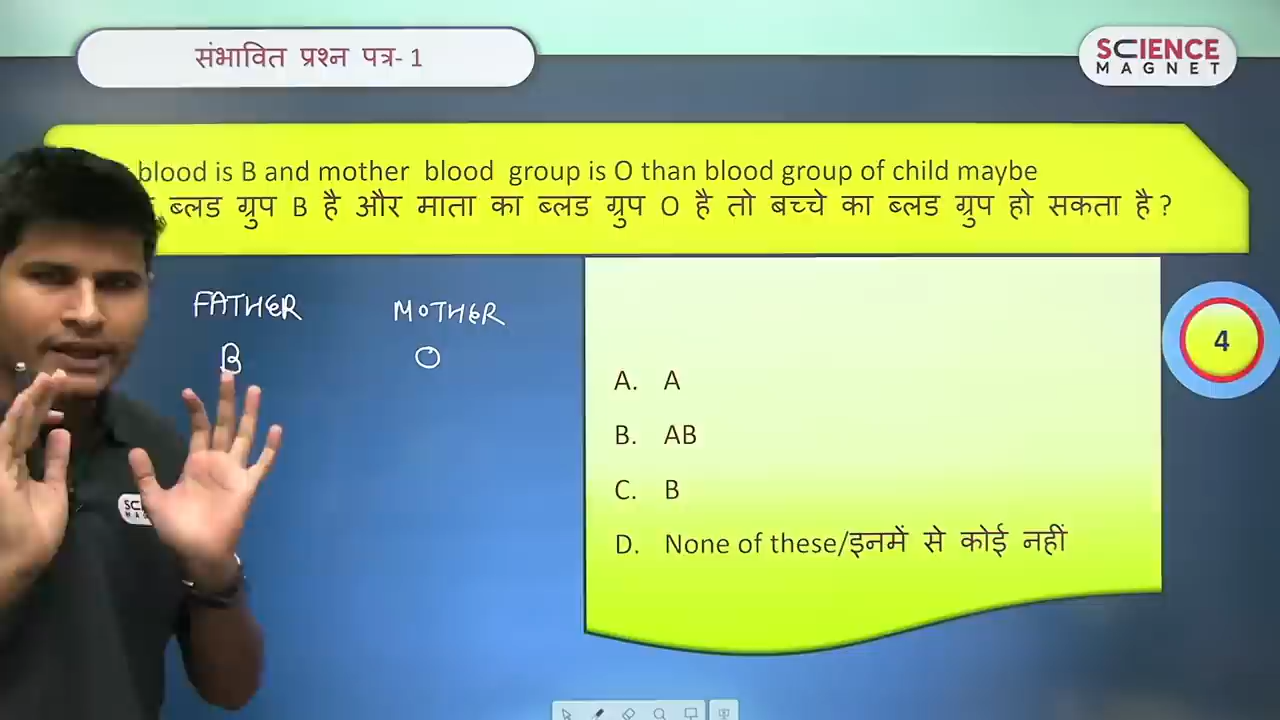 संभावित प्रश्न पत्र- 1
SCIENCE
MAGNET
blood is B and mother blood group is O than blood group of child maybe
ब्लड ग्रुप B है और माता का ब्लड ग्रुप O है तो बच्चे का ब्लड ग्रुप हो सकता है ?
FATHER MOTHER
B O
4
A. A
B. AB
C. B
D. None of these/इनमें से कोई नहीं